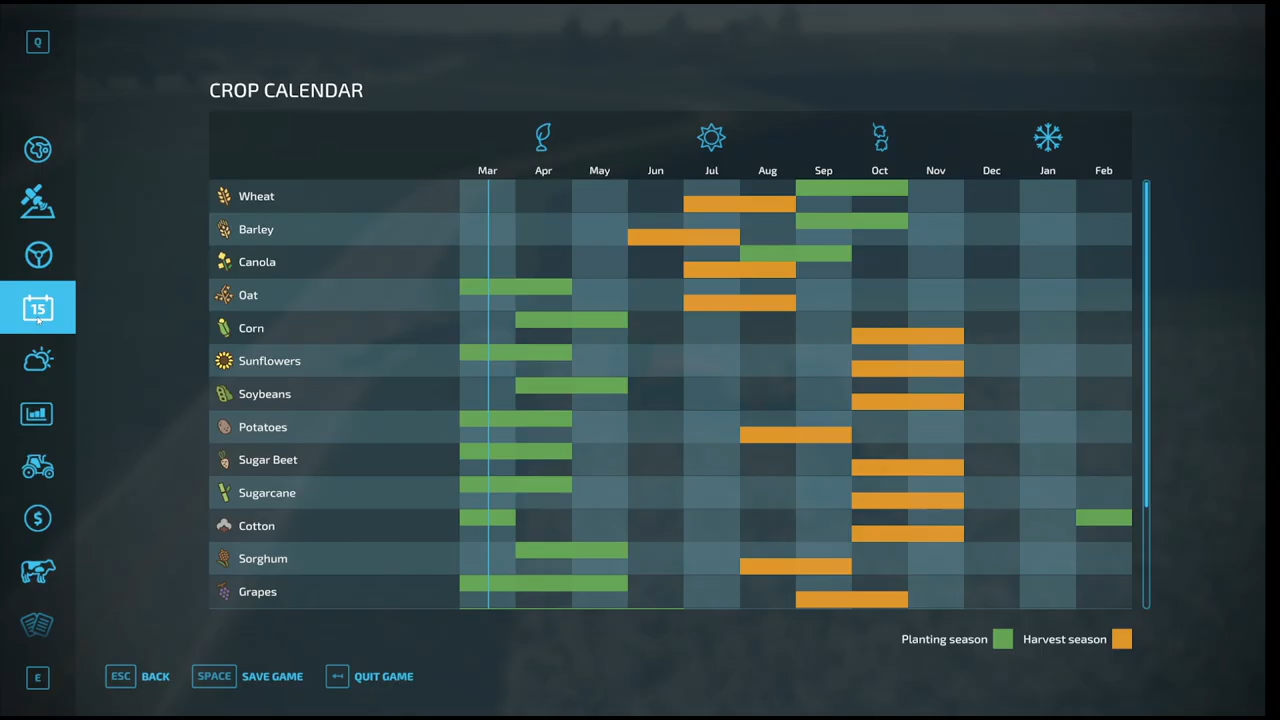 Q
CROP CALENDAR
Mar Apr May Jun Jul Aug Sep Oct Nov Dec Jan Feb
Wheat
Barley
Canola
Oat
15
Corn
Sunflowers
Soybeans
Potatoes
Sugar Beet
Sugarcane
$
Cotton
Sorghum
Grapes
Planting season Harvest season
E
ESC BACK SPACE SAVE GAME QUIT GAME